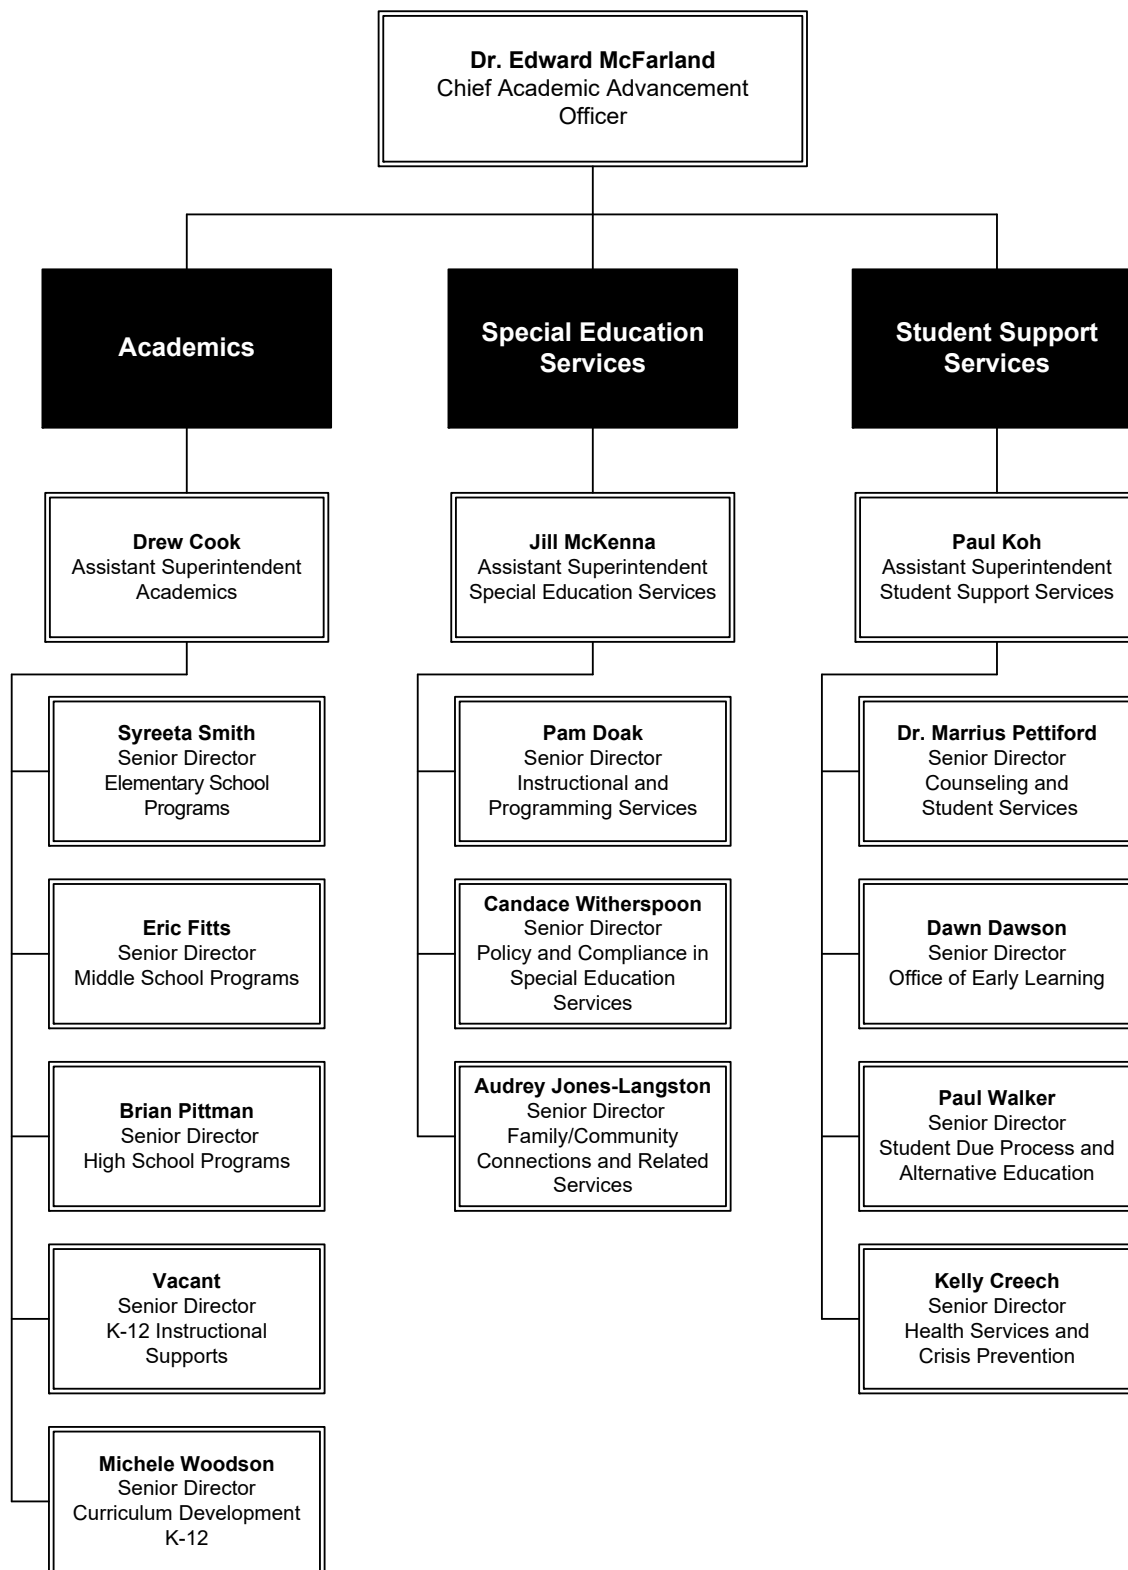 Dr. Edward McFarland
Chief Academic Advancement
Officer
Academics
Special Education
Services
Student Support
Services
Drew Cook
Assistant Superintendent
Academics
Jill McKenna
Assistant Superintendent
Special Education Services
Paul Koh
Assistant Superintendent
Student Support Services
Syreeta Smith
Senior Director
Elementary School
Programs
Pam Doak
Senior Director
Instructional and
Programming Services
Dr. Marrius Pettiford
Senior Director
Counseling and
Student Services
Eric Fitts
Senior Director
Middle School Programs
Candace Witherspoon
Senior Director
Policy and Compliance in
Special Education
Services
Dawn Dawson
Senior Director
Office of Early Learning
Brian Pittman
Senior Director
High School Programs
Audrey Jones-Langston
Senior Director
Family/Community
Connections and Related
Services
Paul Walker
Senior Director
Student Due Process and
Alternative Education
Vacant
Senior Director
K-12 Instructional
Supports
Kelly Creech
Senior Director
Health Services and
Crisis Prevention
Michele Woodson
Senior Director
Curriculum Development
K-12